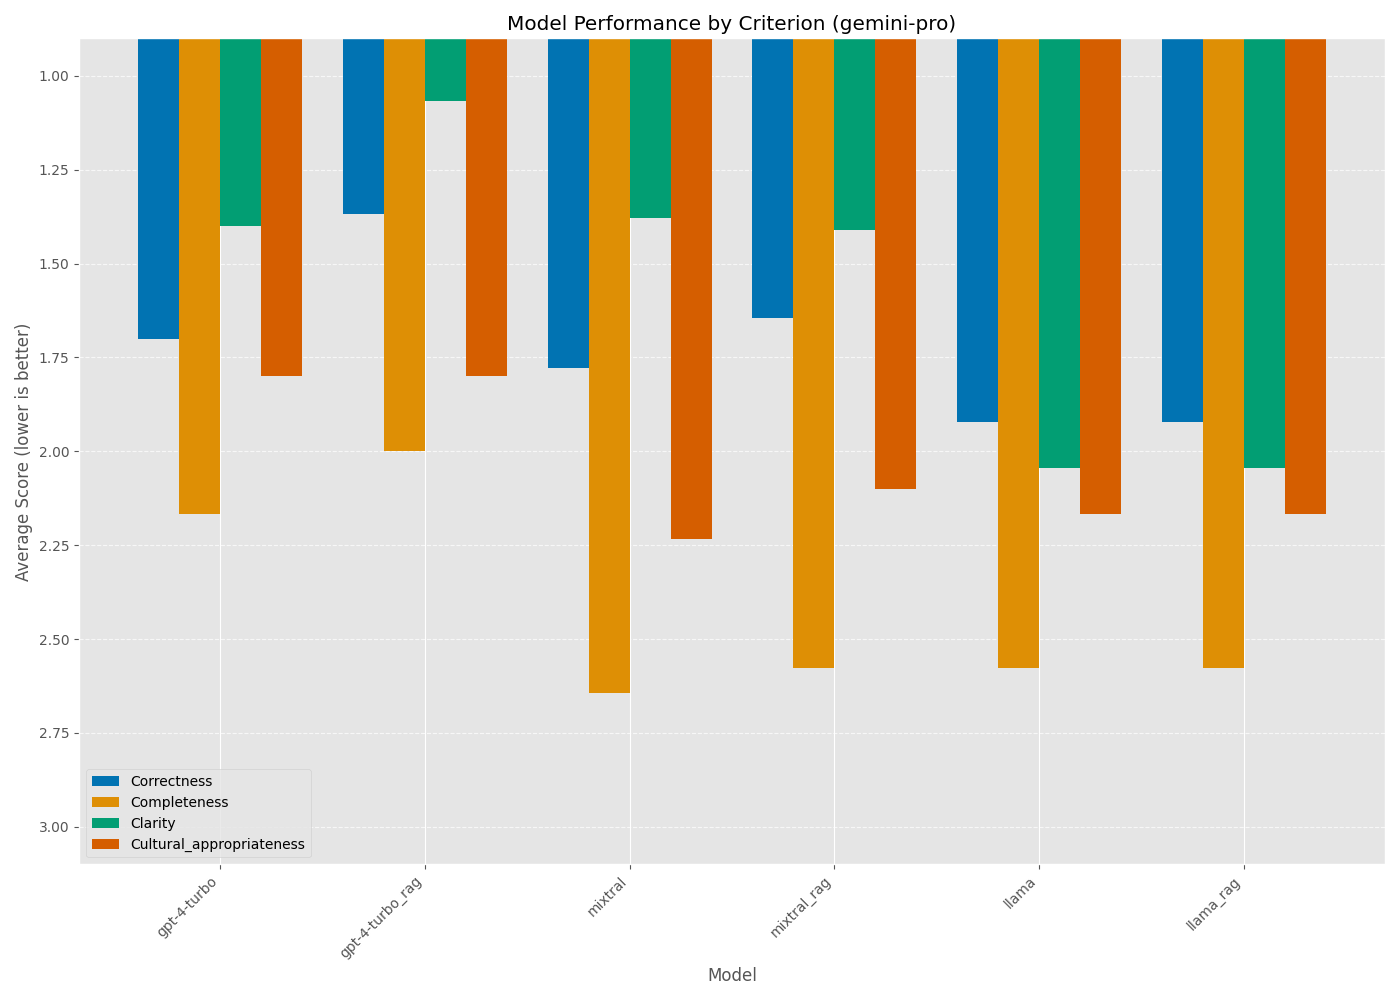 Model Performance by Criterion (gemini-pro)
Average Score (lower is better)
1.00
1.25
1.50
1.75
2.00
2.25
2.50
2.75
3.00
Correctness
Completeness
Clarity
Cultural_appropriateness
gpt-4-turbo
gpt-4-turbo_rag
mixtral
mixtral_rag
llama
llama_rag
Model